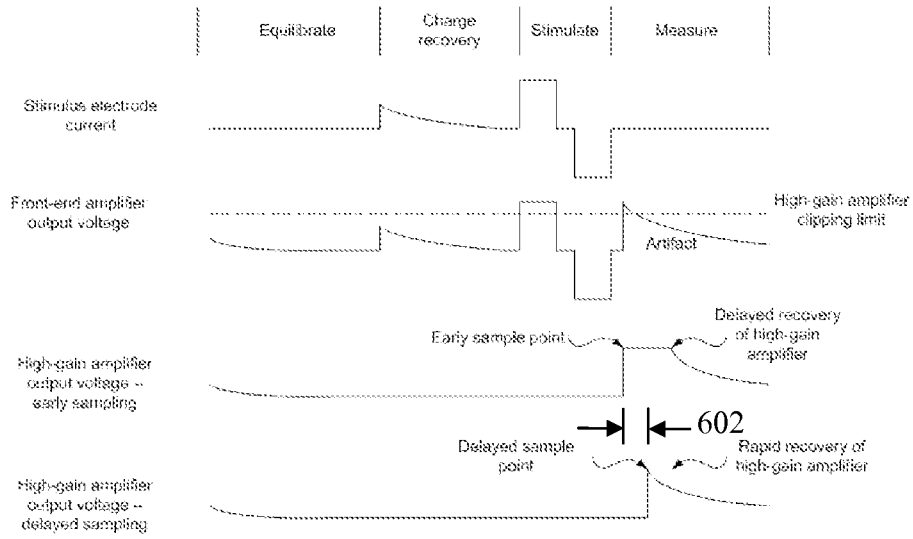 Equilibrate
Charge
recovery
Stimulate
Measure
Stimulus electrode
current
Front-end amplifier
output voltage
High-gain amplifier
clipping limit
Artifact
Early sample point
Delayed recovery
of high-gain
amplifier
High-gain amplifier
output voltage --
early sampling
602
Delayed sample
point
Rapid recovery of
high-gain amplifier
High-gain amplifier
output voltage --
delayed sampling